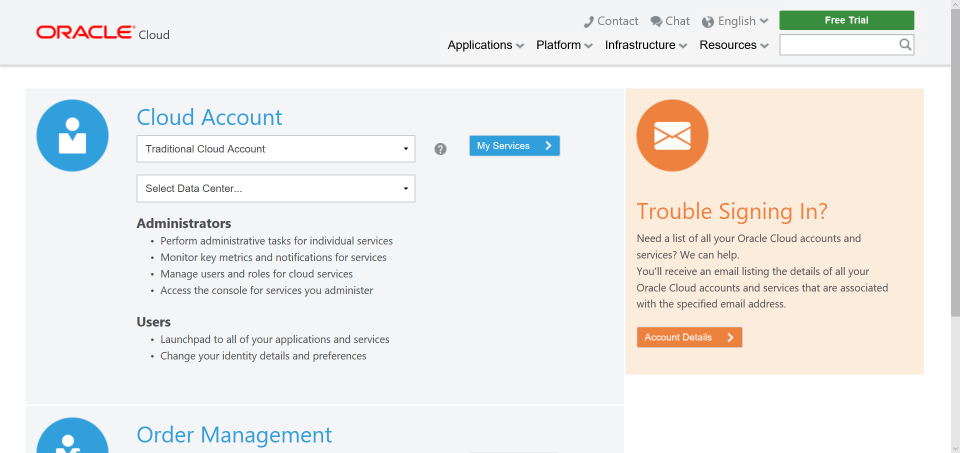 ORACLE Cloud
Contact Chat English
Free Trial
Applications Platform Infrastructure Resources
Cloud Account
Traditional Cloud Account
?
My Services
Select Data Center...
Administrators
• Perform administrative tasks for individual services
• Monitor key metrics and notifications for services
• Manage users and roles for cloud services
• Access the console for services you administer
Users
• Launchpad to all of your applications and services
• Change your identity details and preferences
Trouble Signing In?
Need a list of all your Oracle Cloud accounts and
services? We can help.
You'll receive an email listing the details of all your
Oracle Cloud accounts and services that are associated
with the specified email address.
Account Details
Order Management